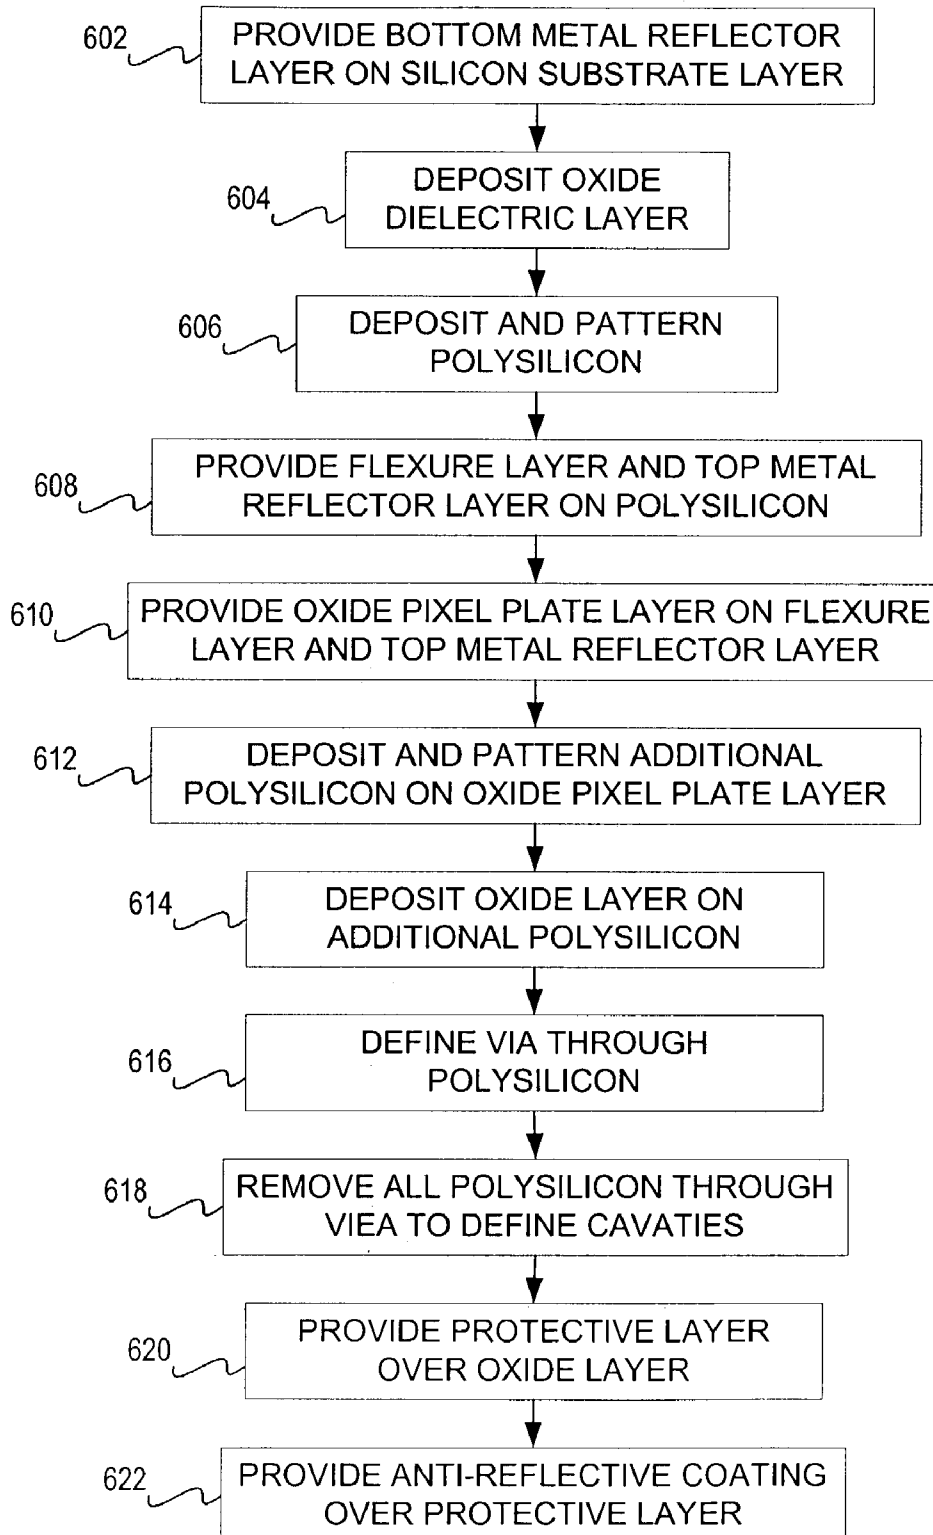 602
PROVIDE BOTTOM METAL REFLECTOR
LAYER ON SILICON SUBSTRATE LAYER
604
DEPOSIT OXIDE
DIELECTRIC LAYER
606
DEPOSIT AND PATTERN
POLYSILICON
608
PROVIDE FLEXURE LAYER AND TOP METAL
REFLECTOR LAYER ON POLYSILICON
610
PROVIDE OXIDE PIXEL PLATE LAYER ON FLEXURE
LAYER AND TOP METAL REFLECTOR LAYER
612
DEPOSIT AND PATTERN ADDITIONAL
POLYSILICON ON OXIDE PIXEL PLATE LAYER
614
DEPOSIT OXIDE LAYER ON
ADDITIONAL POLYSILICON
616
DEFINE VIA THROUGH
POLYSILICON
618
REMOVE ALL POLYSILICON THROUGH
VIEA TO DEFINE CAVATIES
620
PROVIDE PROTECTIVE LAYER
OVER OXIDE LAYER
622
PROVIDE ANTI-REFLECTIVE COATING
OVER PROTECTIVE LAYER